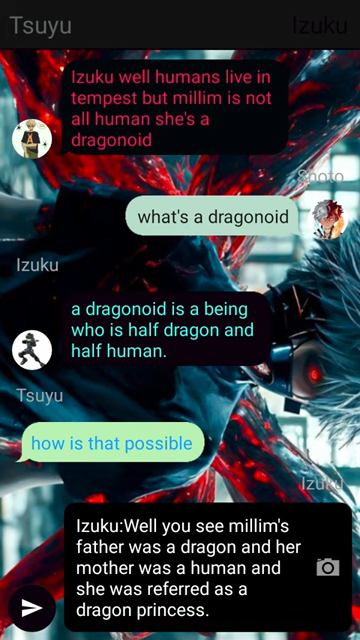 Tsuyu
Izuku
Izuku well humans live in
tempest but millim is not
all human she's a
dragonoid
Shoto
what's a dragonoid
Izuku
a dragonoid is a being
who is half dragon and
half human.
Tsuyu
how is that possible
Izuku
Izuku:Well you see millim's
father was a dragon and her
mother was a human and
she was referred as a
dragon princess.